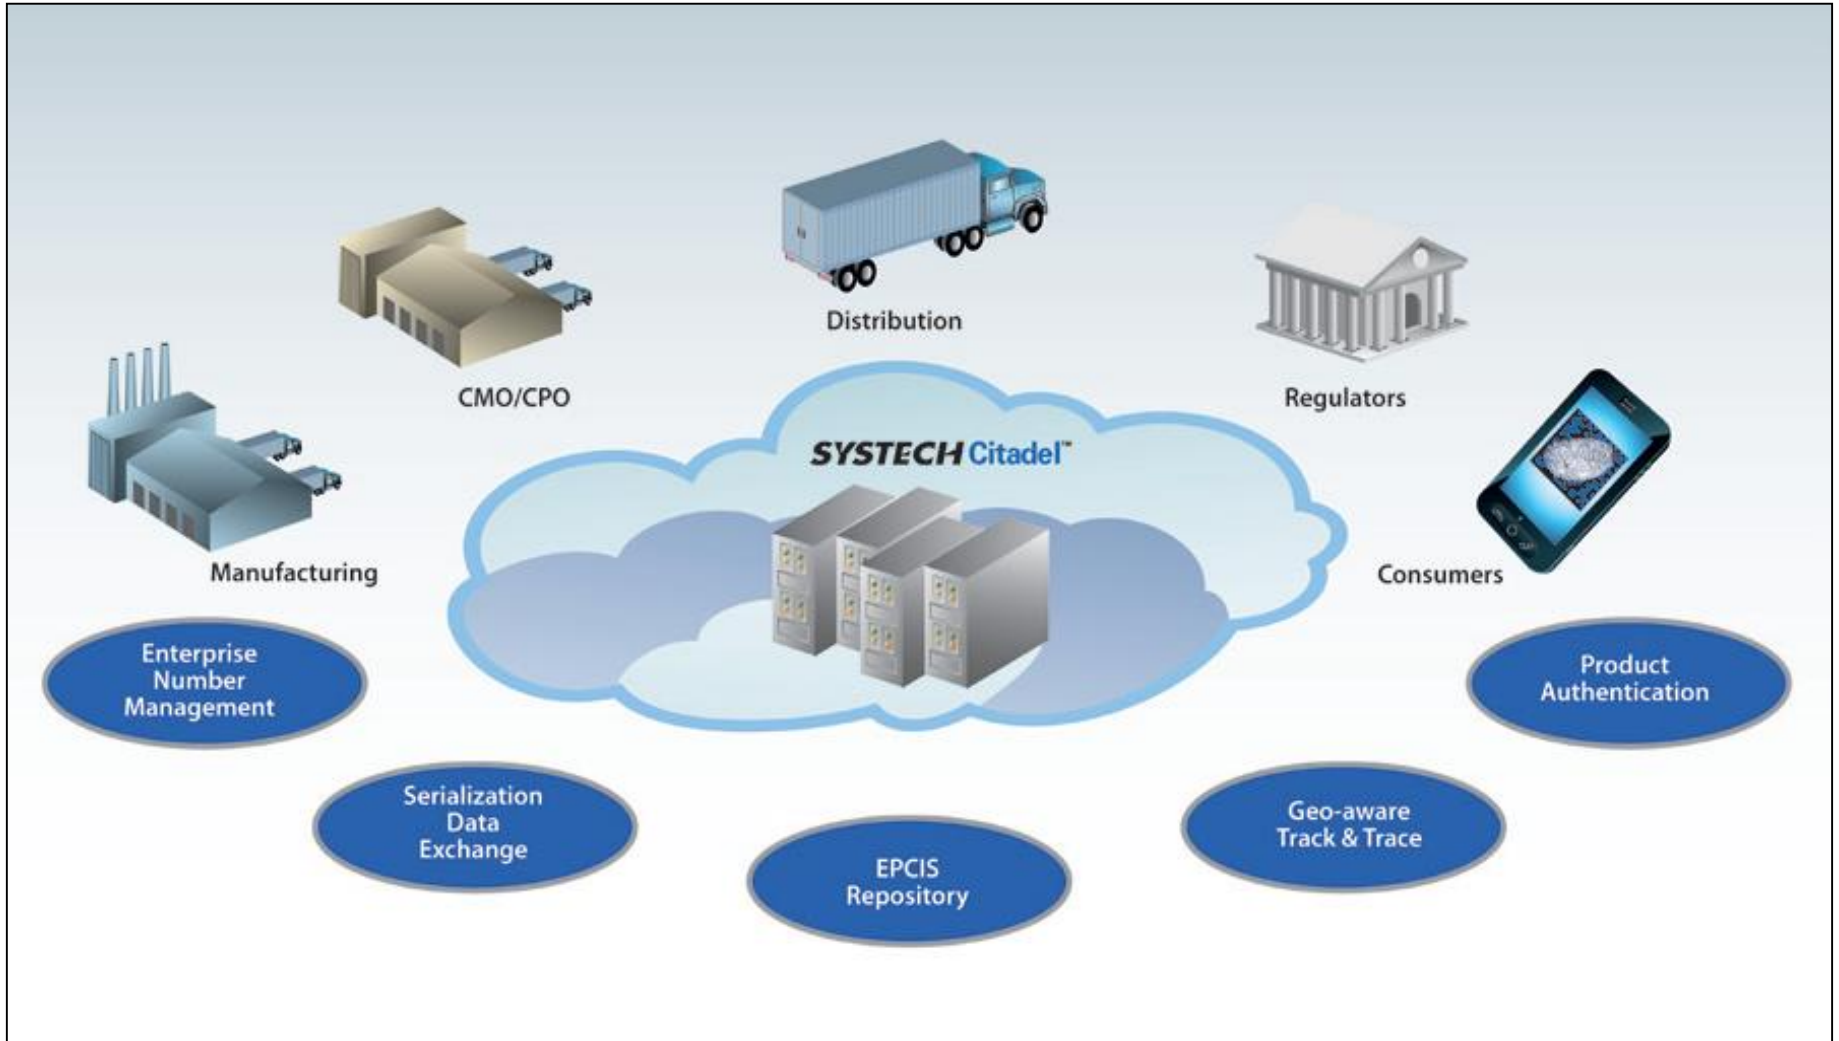 Distribution
CMO/CPO
Regulators
SYSTECH Citadel™
Manufacturing
Consumers
Enterprise
Number
Management
Product
Authentication
Serialization
Data
Exchange
Geo-aware
Track & Trace
EPCIS
Repository